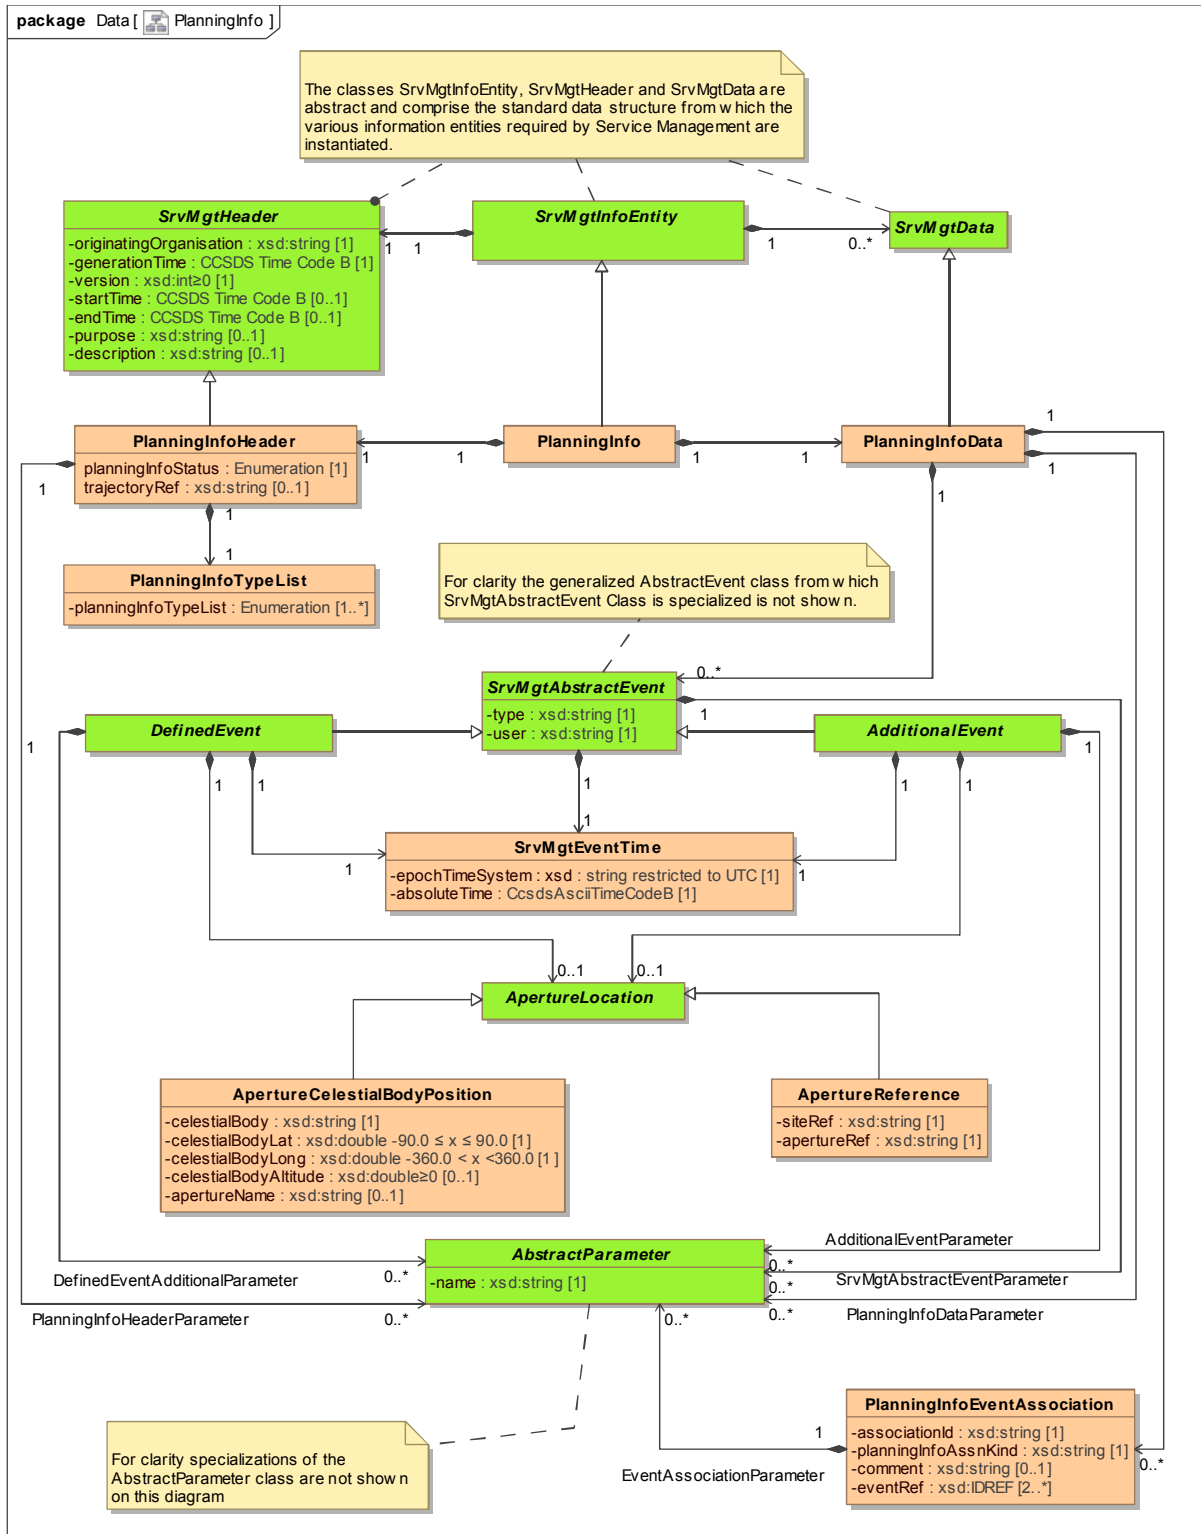 package Data [ PlanningInfo ]
The classes SrvMgtInfoEntity, SrvMgtHeader and SrvMgtData are
abstract and comprise the standard data structure from which the
various information entities required by Service Management are
instantiated.
SrvMgtHeader
-originatingOrganisation : xsd:string [1]
-generationTime : CCSDS Time Code B [1]
-version : xsd:int≥0 [1]
-startTime : CCSDS Time Code B [0..1]
-endTime : CCSDS Time Code B [0..1]
-purpose : xsd:string [0..1]
-description : xsd:string [0..1]
SrvMgtInfoEntity
SrvMgtData
1
1
1
0..*
PlanningInfoHeader
planningInfoStatus : Enumeration [1]
trajectoryRef : xsd:string [0..1]
PlanningInfo
PlanningInfoData
1
1
1
1
1
1
1
1
1
1
PlanningInfoTypeList
-planningInfoTypeList : Enumeration [1..*]
For clarity the generalized AbstractEvent class from which
SrvMgtAbstractEvent Class is specialized is not shown.
0..*
SrvMgtAbstractEvent
-type : xsd:string [1]
-user : xsd:string [1]
DefinedEvent
AdditionalEvent
1
1
1
1
1
1
1
1
1
SrvMgtEventTime
-epochTimeSystem : xsd : string restricted to UTC [1]
-absoluteTime : CcsdsAsciiTimeCodeB [1]
1
1
0..1
0..1
ApertureLocation
ApertureCelestialBodyPosition
-celestialBody : xsd:string [1]
-celestialBodyLat : xsd:double -90.0 ≤ x ≤ 90.0 [1]
-celestialBodyLong : xsd:double -360.0 < x <360.0 [1]
-celestialBodyAltitude : xsd:double≥0 [0..1]
-apertureName : xsd:string [0..1]
ApertureReference
-siteRef : xsd:string [1]
-apertureRef : xsd:string [1]
AbstractParameter
-name : xsd:string [1]
AdditionalEventParameter
0..*
DefinedEventAdditionalParameter
0..*
SrvMgtAbstractEventParameter
0..*
PlanningInfoHeaderParameter
0..*
0..*
0..*
PlanningInfoDataParameter
For clarity specializations of the
AbstractParameter class are not shown
on this diagram
PlanningInfoEventAssociation
-associationId : xsd:string [1]
-planningInfoAssnKind : xsd:string [1]
-comment : xsd:string [0..1]
-eventRef : xsd:IDREF [2..*]
1
0..*
EventAssociationParameter